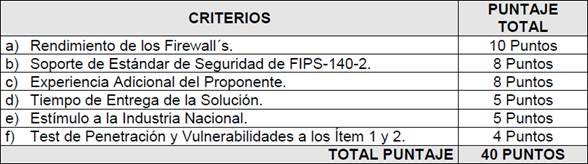 CRITERIOS PUNTAJE TOTAL
a) Rendimiento de los Firewall´s. 10 Puntos
b) Soporte de Estándar de Seguridad de FIPS-140-2. 8 Puntos
c) Experiencia Adicional del Proponente. 8 Puntos
d) Tiempo de Entrega de la Solución. 5 Puntos
e) Estímulo a la Industria Nacional. 5 Puntos
f) Test de Penetración y Vulnerabilidades a los Ítem 1 y 2. 4 Puntos
TOTAL PUNTAJE 40 PUNTOS